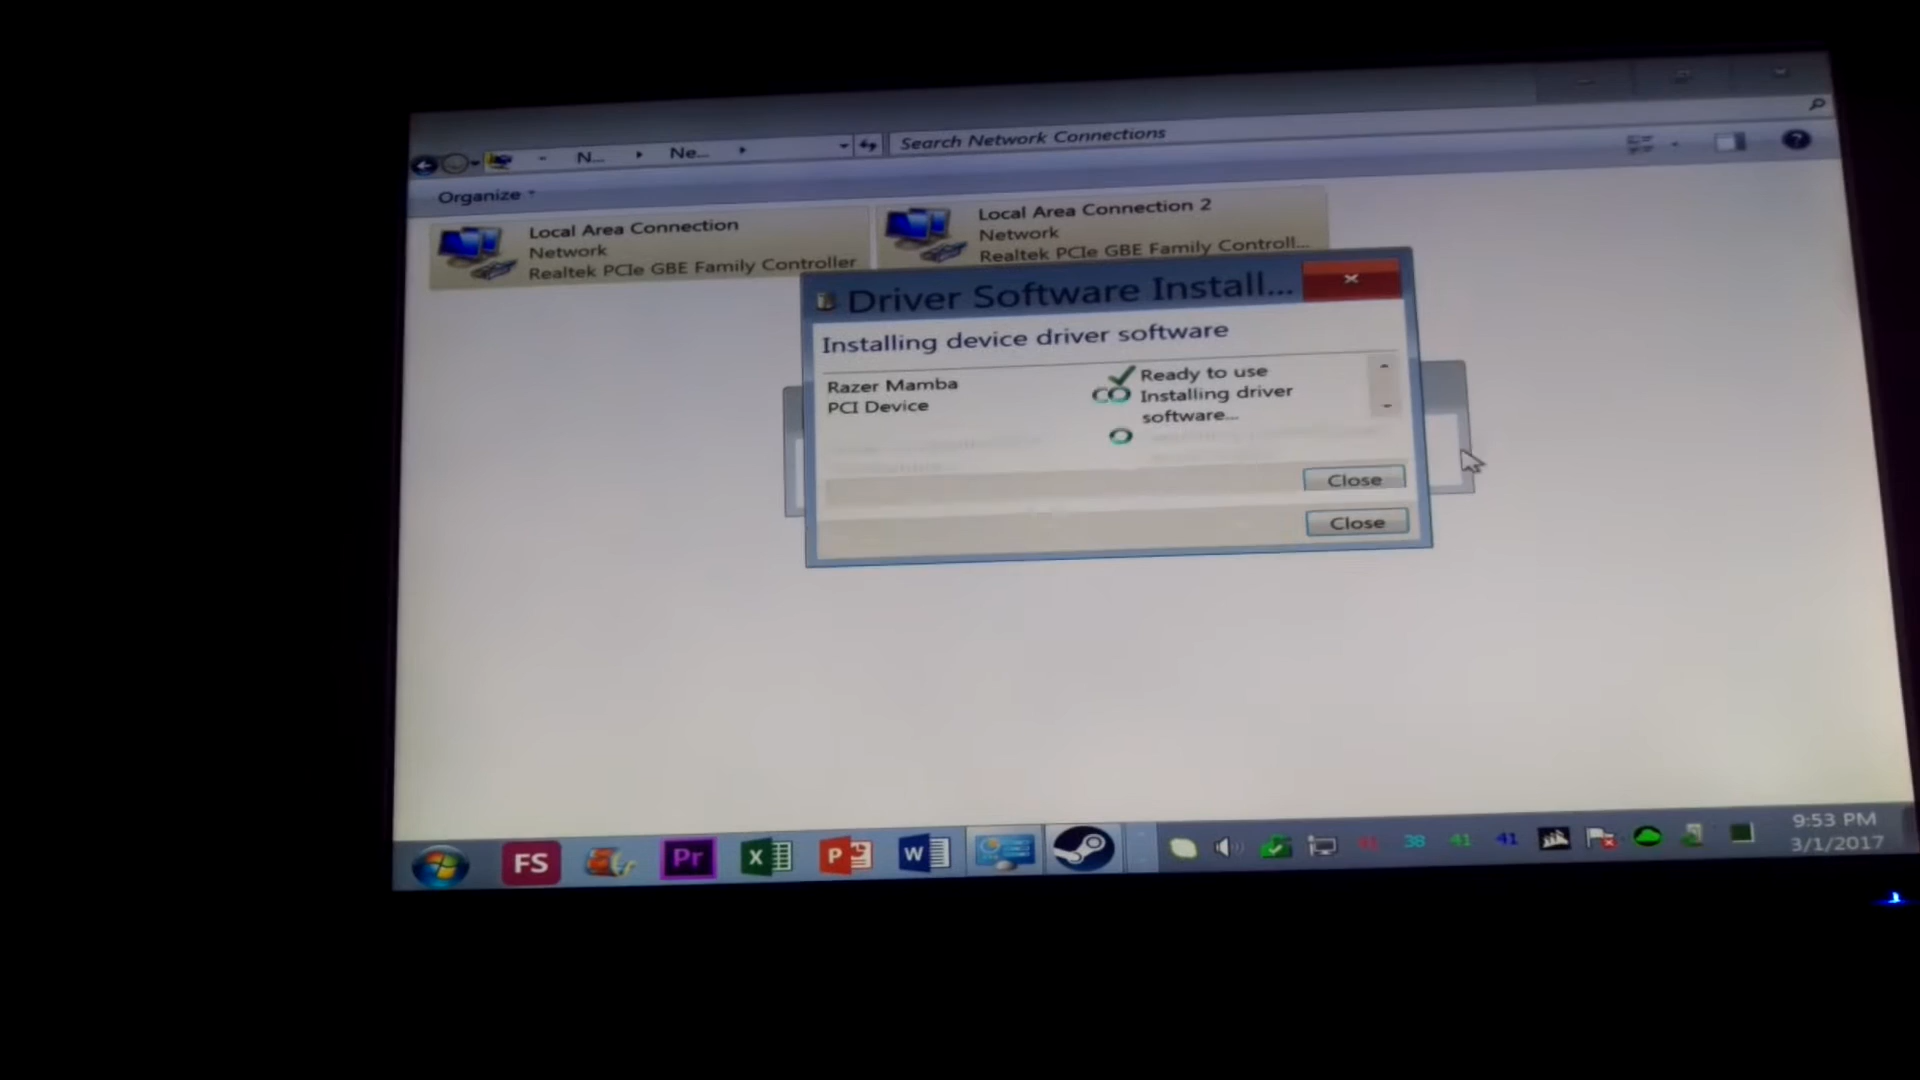 N...
Ne...
Search Network Connections
Organize
Local Area Connection
Network
Realtek PCIe GBE Family Controller
Local Area Connection 2
Network
Realtek PCIe GBE Family Controll...
Driver Software Install...
Installing device driver software
Razer Mamba
Ready to use
PCI Device
Installing driver
software...
Close
Close
FS
Pr
X
P
W
38
41
41
9:53 PM
3/1/2017